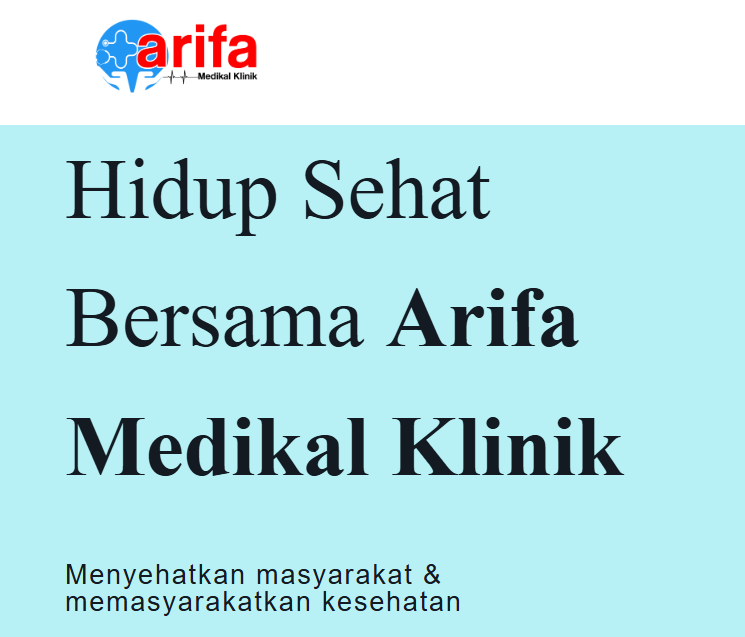 arifa
Medikal Klinik
Hidup Sehat
Bersama Arifa
Medikal Klinik
Menyehatkan masyarakat &
memasyarakatkan kesehatan